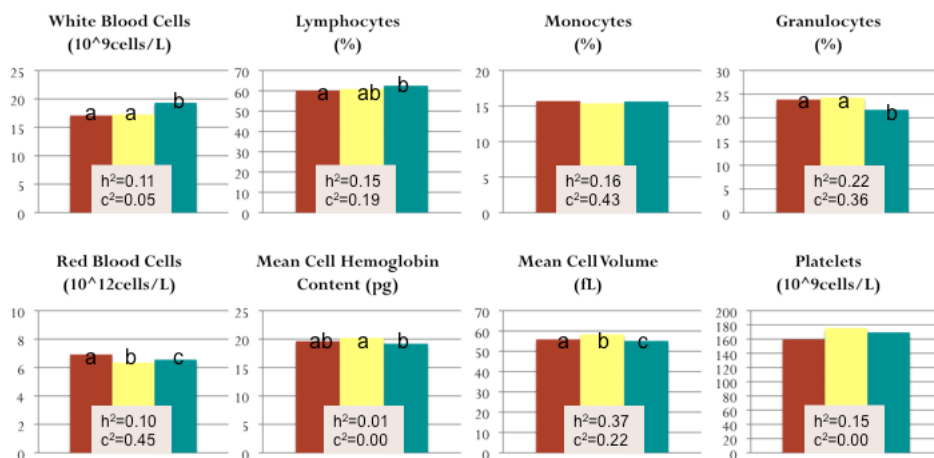 White Blood Cells
(10^9cells/L)
25
20
15
10
5
0
a
a
b
h²=0.11
c²=0.05
Lymphocytes
(%)
70
60
50
40
30
20
10
0
a
ab
b
h²=0.15
c²=0.19
Monocytes
(%)
20
15
10
5
0
h²=0.16
c²=0.43
Granulocytes
(%)
30
25
20
15
10
5
0
a
a
b
h²=0.22
c²=0.36
Red Blood Cells
(10^12cells/L)
10
8
6
4
2
0
a
b
c
h²=0.10
c²=0.45
Mean Cell Hemoglobin
Content (pg)
25
20
15
10
5
0
ab
a
b
h²=0.01
c²=0.00
Mean Cell Volume
(fL)
70
60
50
40
30
20
10
0
a
b
c
h²=0.37
c²=0.22
Platelets
(10^9cells/L)
200
180
160
140
120
100
80
60
40
20
0
h²=0.15
c²=0.00